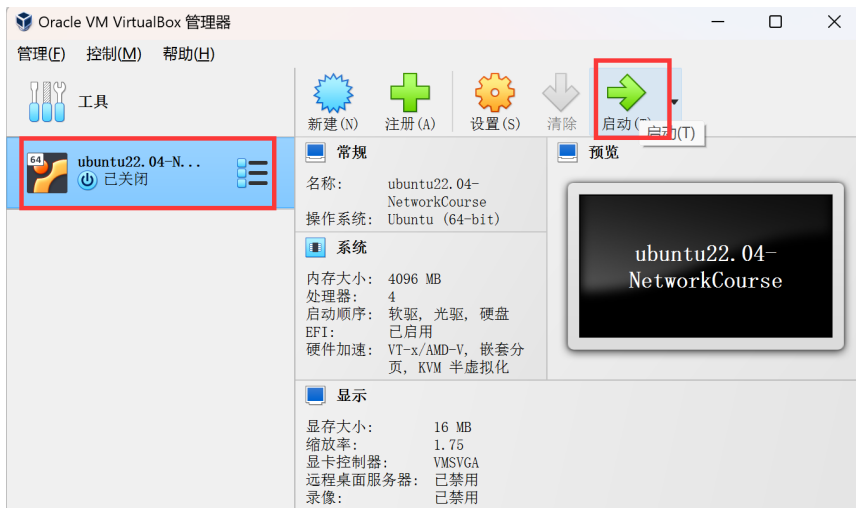 Oracle VM VirtualBox 管理器
管理(F) 控制(M) 帮助(H)
工具
新建(N) 注册(A) 设置(S) 清除 启动(T)
启动(T)
64
ubuntu22.04-N...
已关闭
常规
名称: ubuntu22.04-
NetworkCourse
操作系统: Ubuntu (64-bit)
系统
内存大小: 4096 MB
处理器: 4
启动顺序: 软驱, 光驱, 硬盘
EFI: 已启用
硬件加速: VT-x/AMD-V, 嵌套分
页, KVM 半虚拟化
预览
ubuntu22.04-
NetworkCourse
显示
显存大小: 16 MB
缩放率: 1.75
显卡控制器: VMSVGA
远程桌面服务器: 已禁用
录像: 已禁用